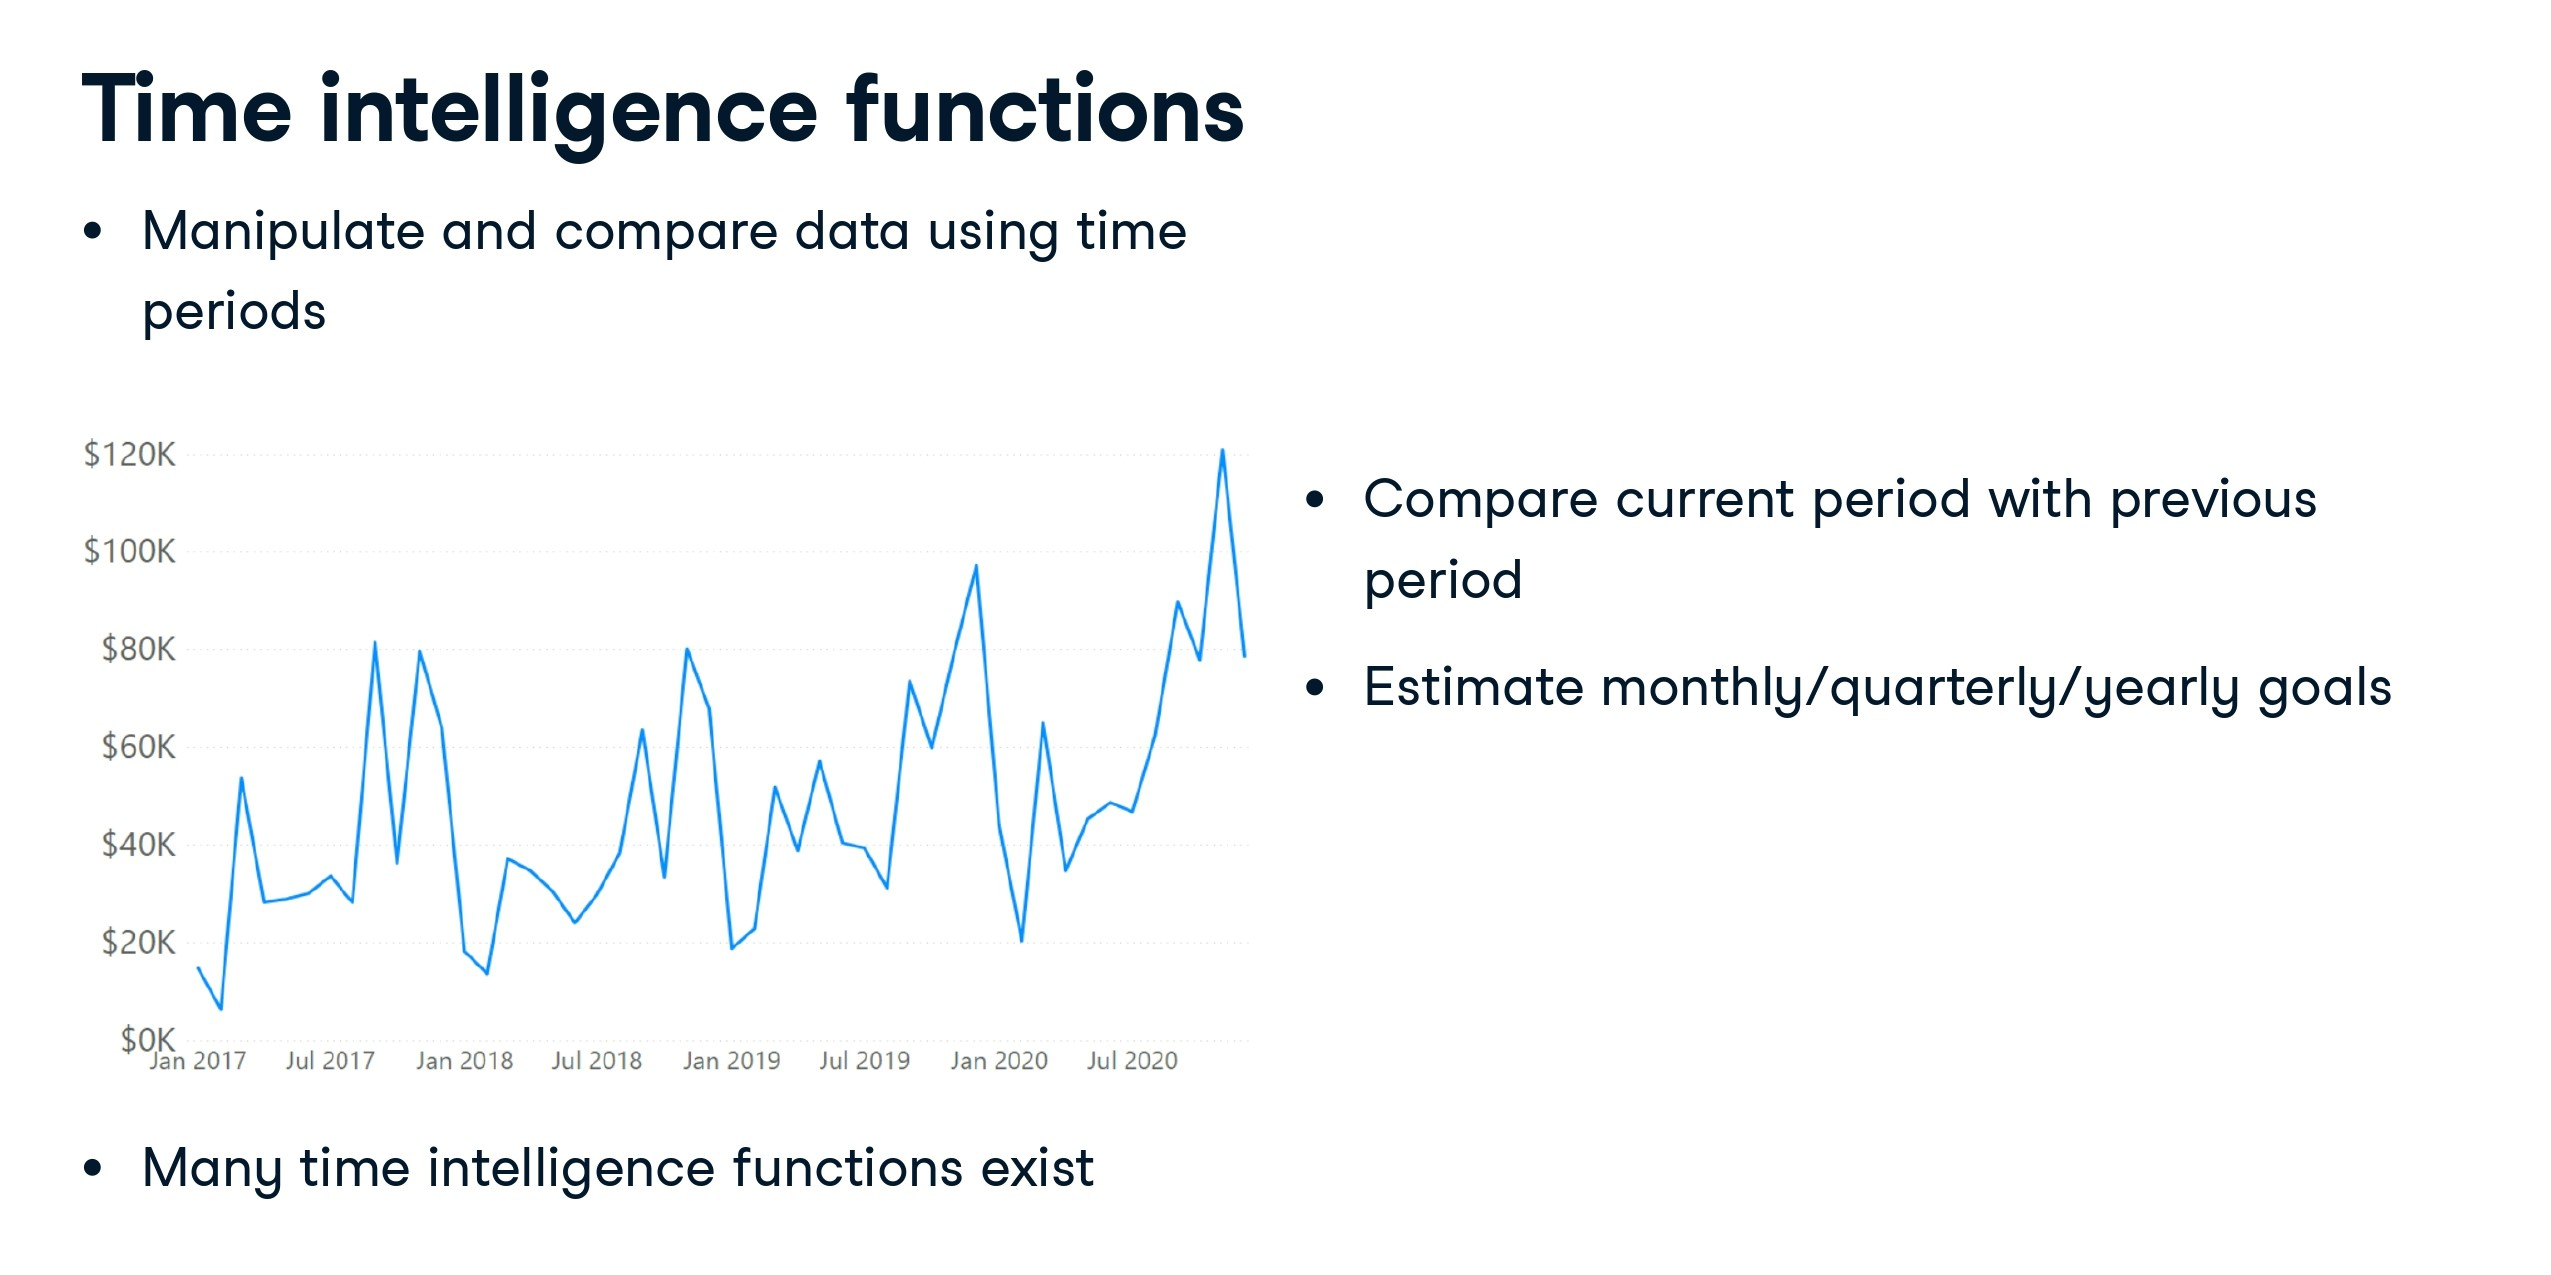 Time intelligence functions
• Manipulate and compare data using time
periods
$120K
$100K
$80K
$60K
$40K
$20K
$0K
Jan 2017 Jul 2017 Jan 2018 Jul 2018 Jan 2019 Jul 2019 Jan 2020 Jul 2020
• Compare current period with previous
period
• Estimate monthly/quarterly/yearly goals
• Many time intelligence functions exist